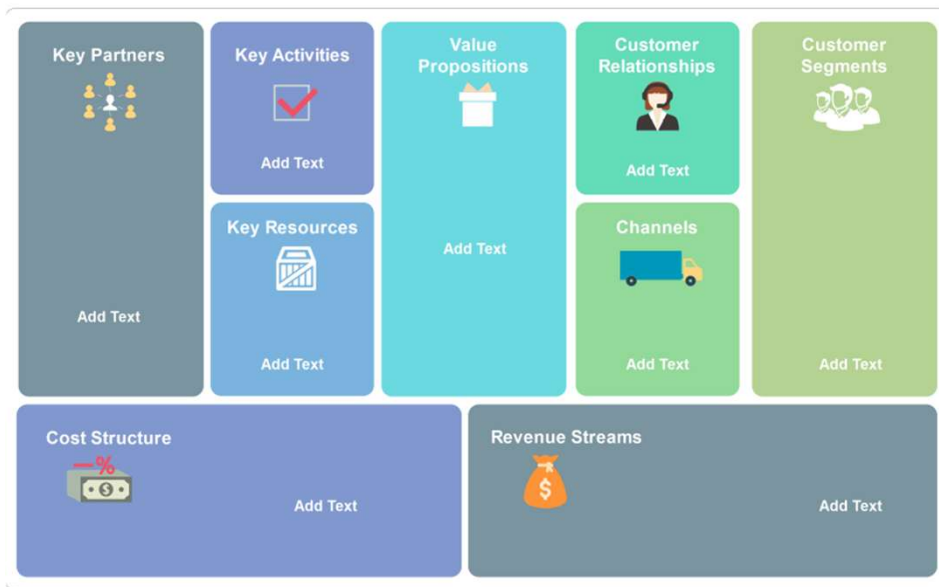 Key Partners
Add Text
Key Activities
Add Text
Key Resources
Add Text
Value
Propositions
Add Text
Customer
Relationships
Add Text
Channels
Add Text
Customer
Segments
Add Text
Cost Structure
—%
$
Add Text
Revenue Streams
$
Add Text